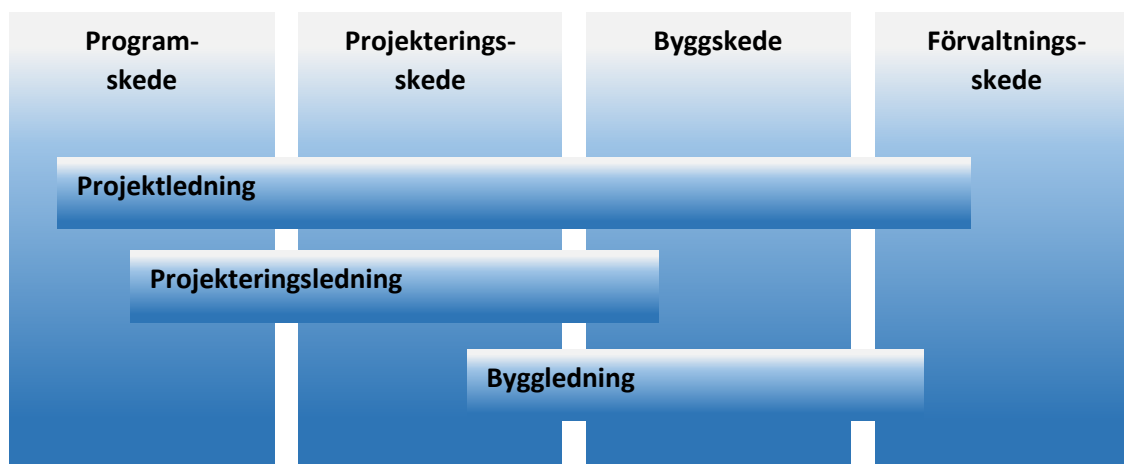 Program-
skede
Projekterings-
skede
Byggskede
Förvaltnings-
skede
Projektledning
Projekteringsledning
Byggledning